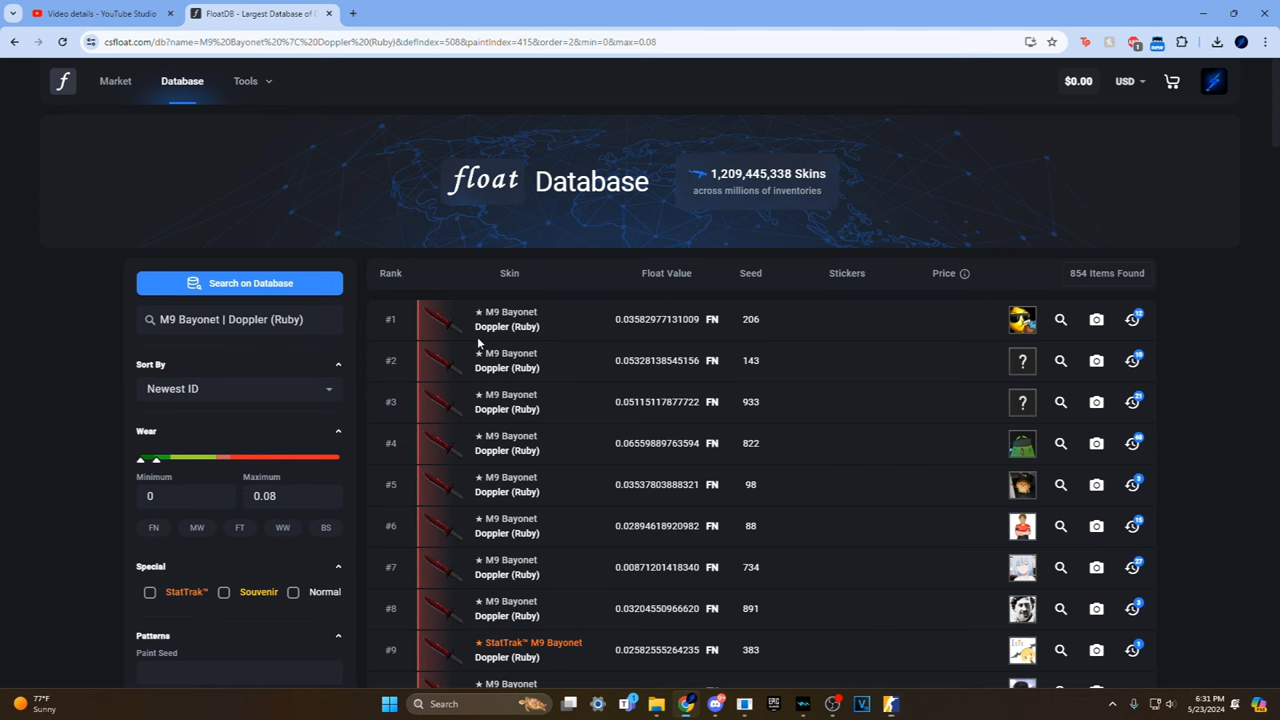 Video details - YouTube Studio
FloatDB - Largest Database of C
csfloat.com/db?name=M9%20Bayonet%20%7C%20Doppler%20(Ruby)&defIndex=508&paintIndex=415&order=2&min=0&max=0.08
f Market Database Tools $0.00 USD
float Database 1,209,445,338 Skins
across millions of inventories
Search on Database
M9 Bayonet | Doppler (Ruby)
Sort By
Newest ID
Wear
Minimum Maximum
0 0.08
FN MW FT WW BS
Special
StatTrak™ Souvenir Normal
Patterns
Paint Seed
Rank Skin Float Value Seed Stickers Price 854 Items Found
#1 ★ M9 Bayonet
Doppler (Ruby) 0.03582977131009 FN 206 12
#2 ★ M9 Bayonet
Doppler (Ruby) 0.05328138545156 FN 143 ? 10
#3 ★ M9 Bayonet
Doppler (Ruby) 0.05115117877722 FN 933 ? 21
#4 ★ M9 Bayonet
Doppler (Ruby) 0.06559889763594 FN 822
#5 ★ M9 Bayonet
Doppler (Ruby) 0.03537803888321 FN 98 3
#6 ★ M9 Bayonet
Doppler (Ruby) 0.02894618920982 FN 88 15
#7 ★ M9 Bayonet
Doppler (Ruby) 0.00871201418340 FN 734 27
#8 ★ M9 Bayonet
Doppler (Ruby) 0.03204550966620 FN 891 3
#9 ★ StatTrak™ M9 Bayonet
Doppler (Ruby) 0.02582555264235 FN 383 1
★ M9 Bayonet
77°F
Sunny
Search
6:31 PM
5/23/2024